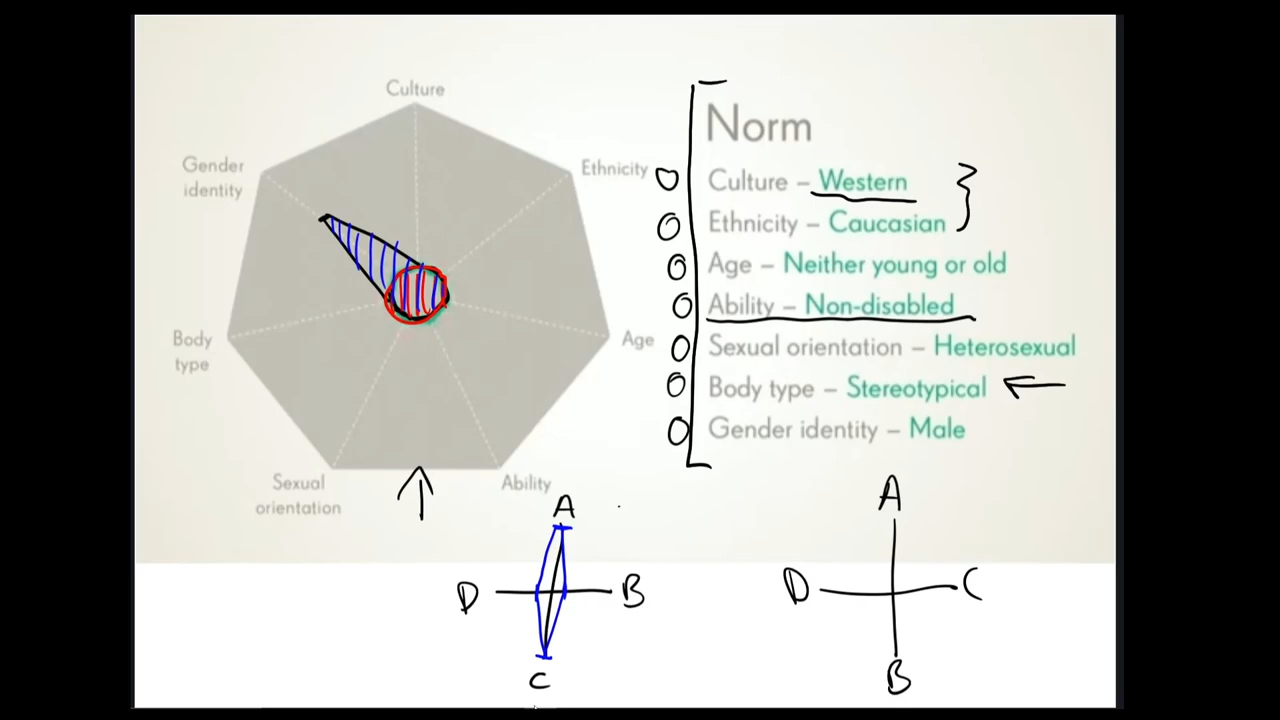 Culture
Gender
identity
Ethnicity
Body
type
Age
Sexual
orientation
Ability
Norm
Culture – Western
Ethnicity – Caucasian
Age – Neither young or old
Ability – Non-disabled
Sexual orientation – Heterosexual
Body type – Stereotypical
Gender identity – Male
A
D B
C
A
D C
B